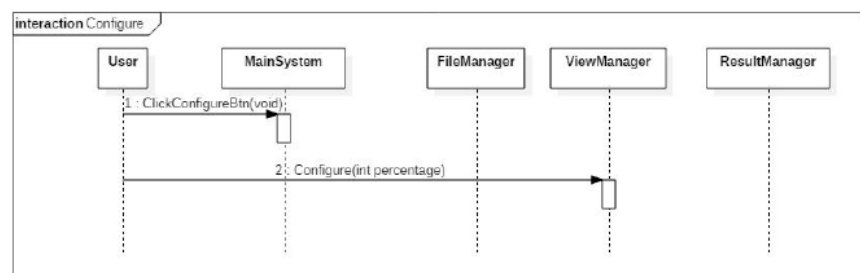 interaction Configure
User
MainSystem
FileManager
ViewManager
ResultManager
1 : ClickConfigureBtn(void)
2 : Configure(int percentage)